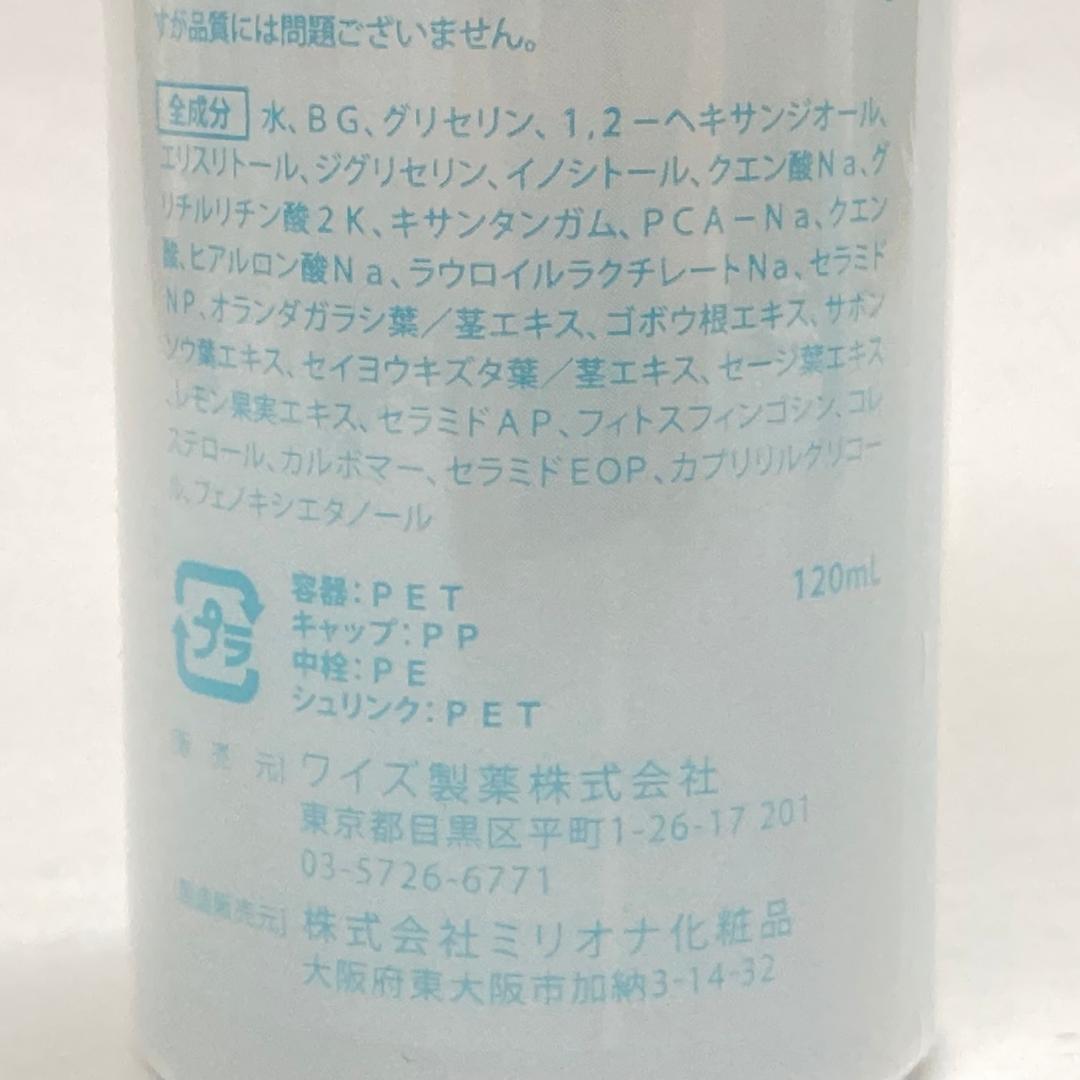 すが品質には問題ございません。
全成分 水、BG、グリセリン、1,2－ヘキサンジオール、
エリスリトール、ジグリセリン、イノシトール、クエン酸Na、グ
リチルリチン酸2K、キサンタンガム、PCA－Na、クエン
酸、ヒアルロン酸Na、ラウロイルラクチレートNa、セラミド
NP、オランダガラシ葉／茎エキス、ゴボウ根エキス、サボン
ソウ葉エキス、セイヨウキズタ葉／茎エキス、セージ葉エキス
、レモン果実エキス、セラミドAP、フィトスフィンゴシン、コレ
ステロール、カルボマー、セラミドEOP、カプリリルグリコー
ル、フェノキシエタノール
120mL
プラ
容器：PET
キャップ：PP
中栓：PE
シュリンク：PET
販売元] ワイズ製薬株式会社
東京都目黒区平町1-26-17 201
03-5726-6771
[製造販売元] 株式会社ミリオナ化粧品
大阪府東大阪市加納3-14-32